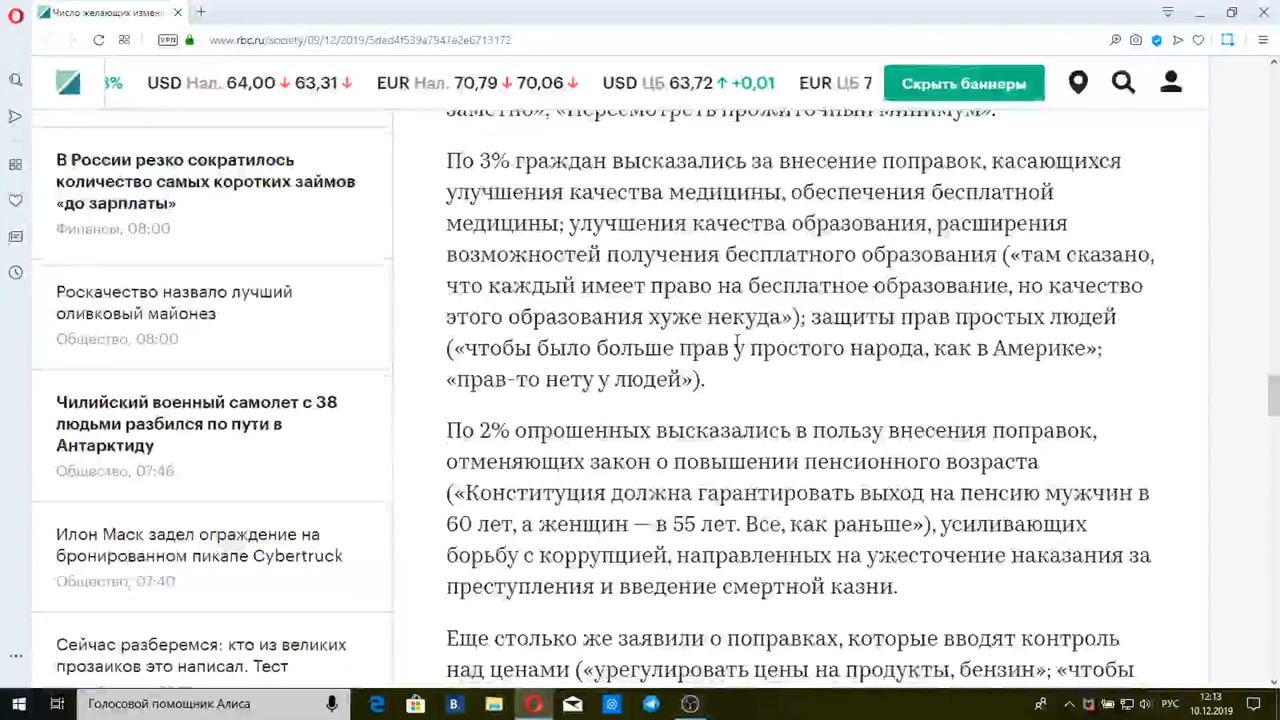 Число желающих измен
VPN
www.rbc.ru/society/09/12/2019/5ded4f539a7947e2e6713172
3% USD Нал. 64,00 63,31 EUR Нал. 70,79 70,06 USD ЦБ 63,72 +0,01 EUR ЦБ 7
Скрыть баннеры
В России резко сократилось
количество самых коротких займов
«до зарплаты»
Финансы, 08:00
Роскачество назвало лучший
оливковый майонез
Общество, 08:00
Чилийский военный самолет с 38
людьми разбился по пути в
Антарктиду
Общество, 07:46
Илон Маск задел ограждение на
бронированном пикапе Cybertruck
Общество, 07:40
Сейчас разберемся: кто из великих
прозаиков это написал. Тест
заметно», «Пересмотреть прожиточный минимум».
По 3% граждан высказались за внесение поправок, касающихся
улучшения качества медицины, обеспечения бесплатной
медицины; улучшения качества образования, расширения
возможностей получения бесплатного образования («там сказано,
что каждый имеет право на бесплатное образование, но качество
этого образования хуже некуда»); защиты прав простых людей
(«чтобы было больше прав у простого народа, как в Америке»;
«прав-то нету у людей»).
По 2% опрошенных высказались в пользу внесения поправок,
отменяющих закон о повышении пенсионного возраста
(«Конституция должна гарантировать выход на пенсию мужчин в
60 лет, а женщин — в 55 лет. Все, как раньше»), усиливающих
борьбу с коррупцией, направленных на ужесточение наказания за
преступления и введение смертной казни.
Еще столько же заявили о поправках, которые вводят контроль
над ценами («урегулировать цены на продукты, бензин»; «чтобы
Голосовой помощник Алиса
РУС
12:13
10.12.2019